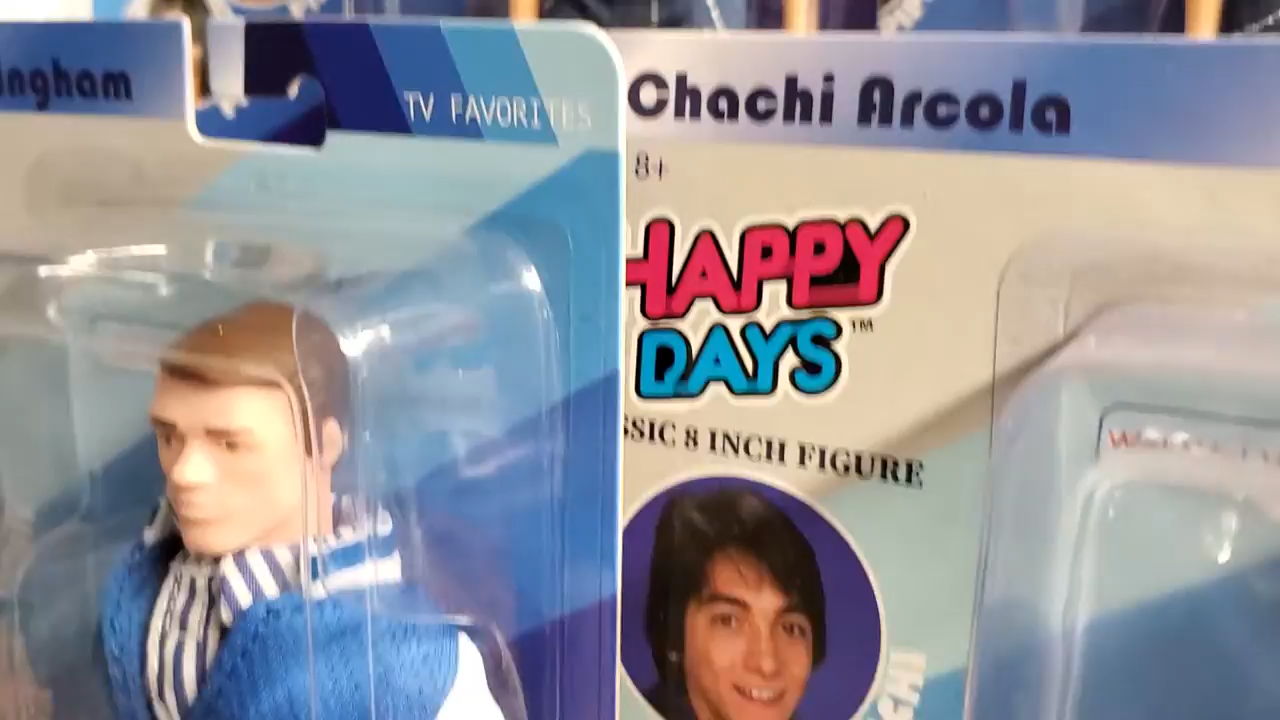 ingham
TV FAVORITES
Chachi Arcola
8+
HAPPY
DAYS™
SSIC 8 INCH FIGURE